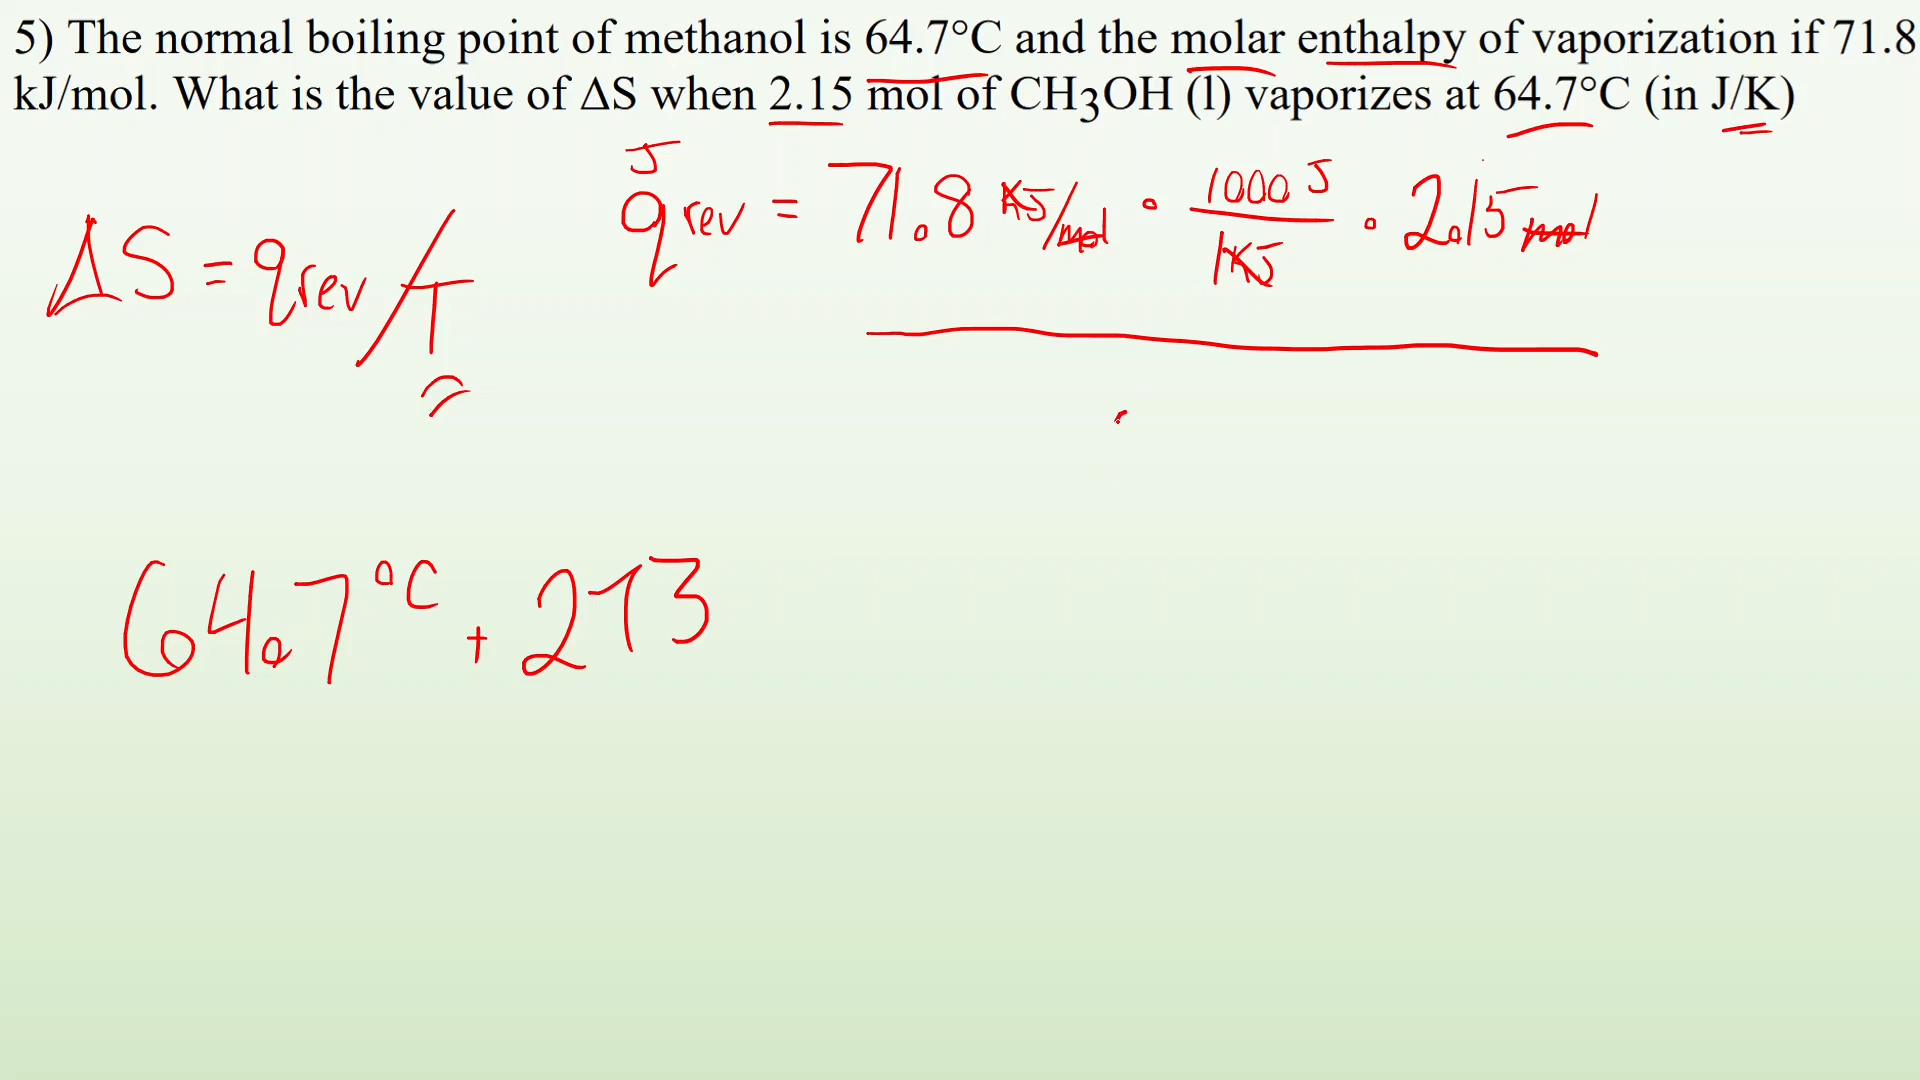 5) The normal boiling point of methanol is 64.7°C and the molar enthalpy of vaporization if 71.8
kJ/mol. What is the value of ΔS when 2.15 mol of CH3OH (l) vaporizes at 64.7°C (in J/K)
J
qrev = 71.8 KJ/mol · 1000 J / 1KJ · 2.15 mol
ΔS = qrev/T
64.7°C + 273